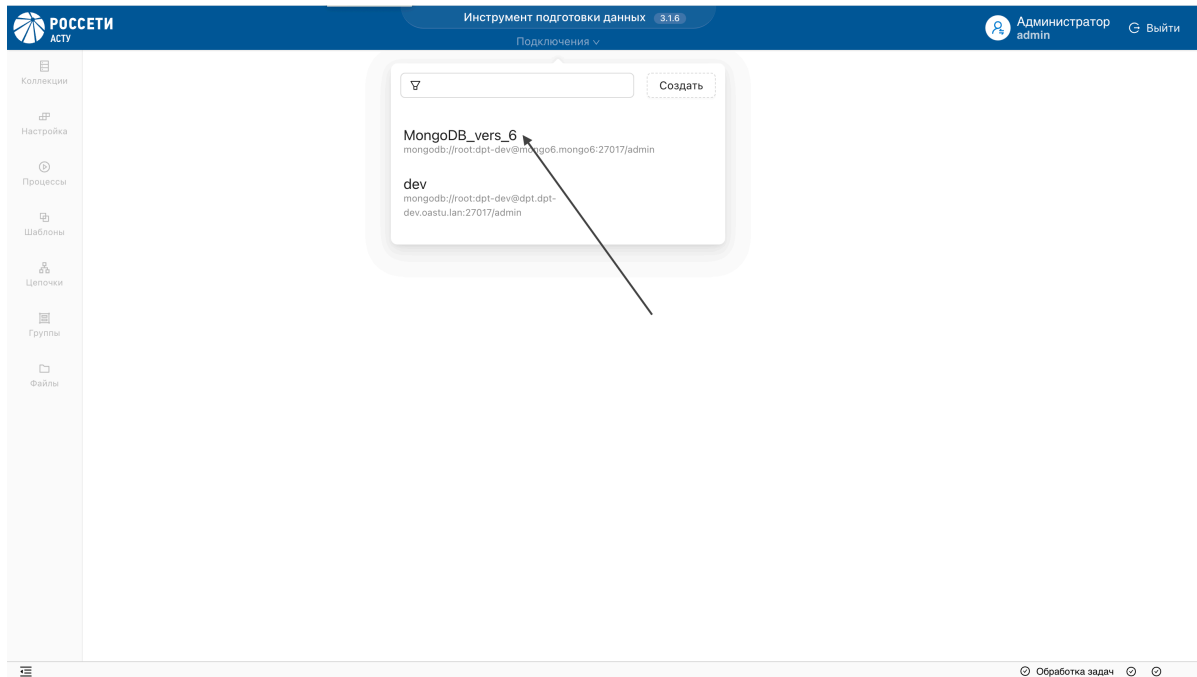 РОССЕТИ
АСТУ
Инструмент подготовки данных 3.1.6
Подключения
Администратор
admin
Выйти
Коллекции
Настройка
Процессы
Шаблоны
Цепочки
Группы
Файлы
Создать
MongoDB_vers_6
mongodb://root:dpt-dev@mongo6.mongo6:27017/admin
dev
mongodb://root:dpt-dev@dpt.dpt-
dev.oastu.lan:27017/admin
Обработка задач